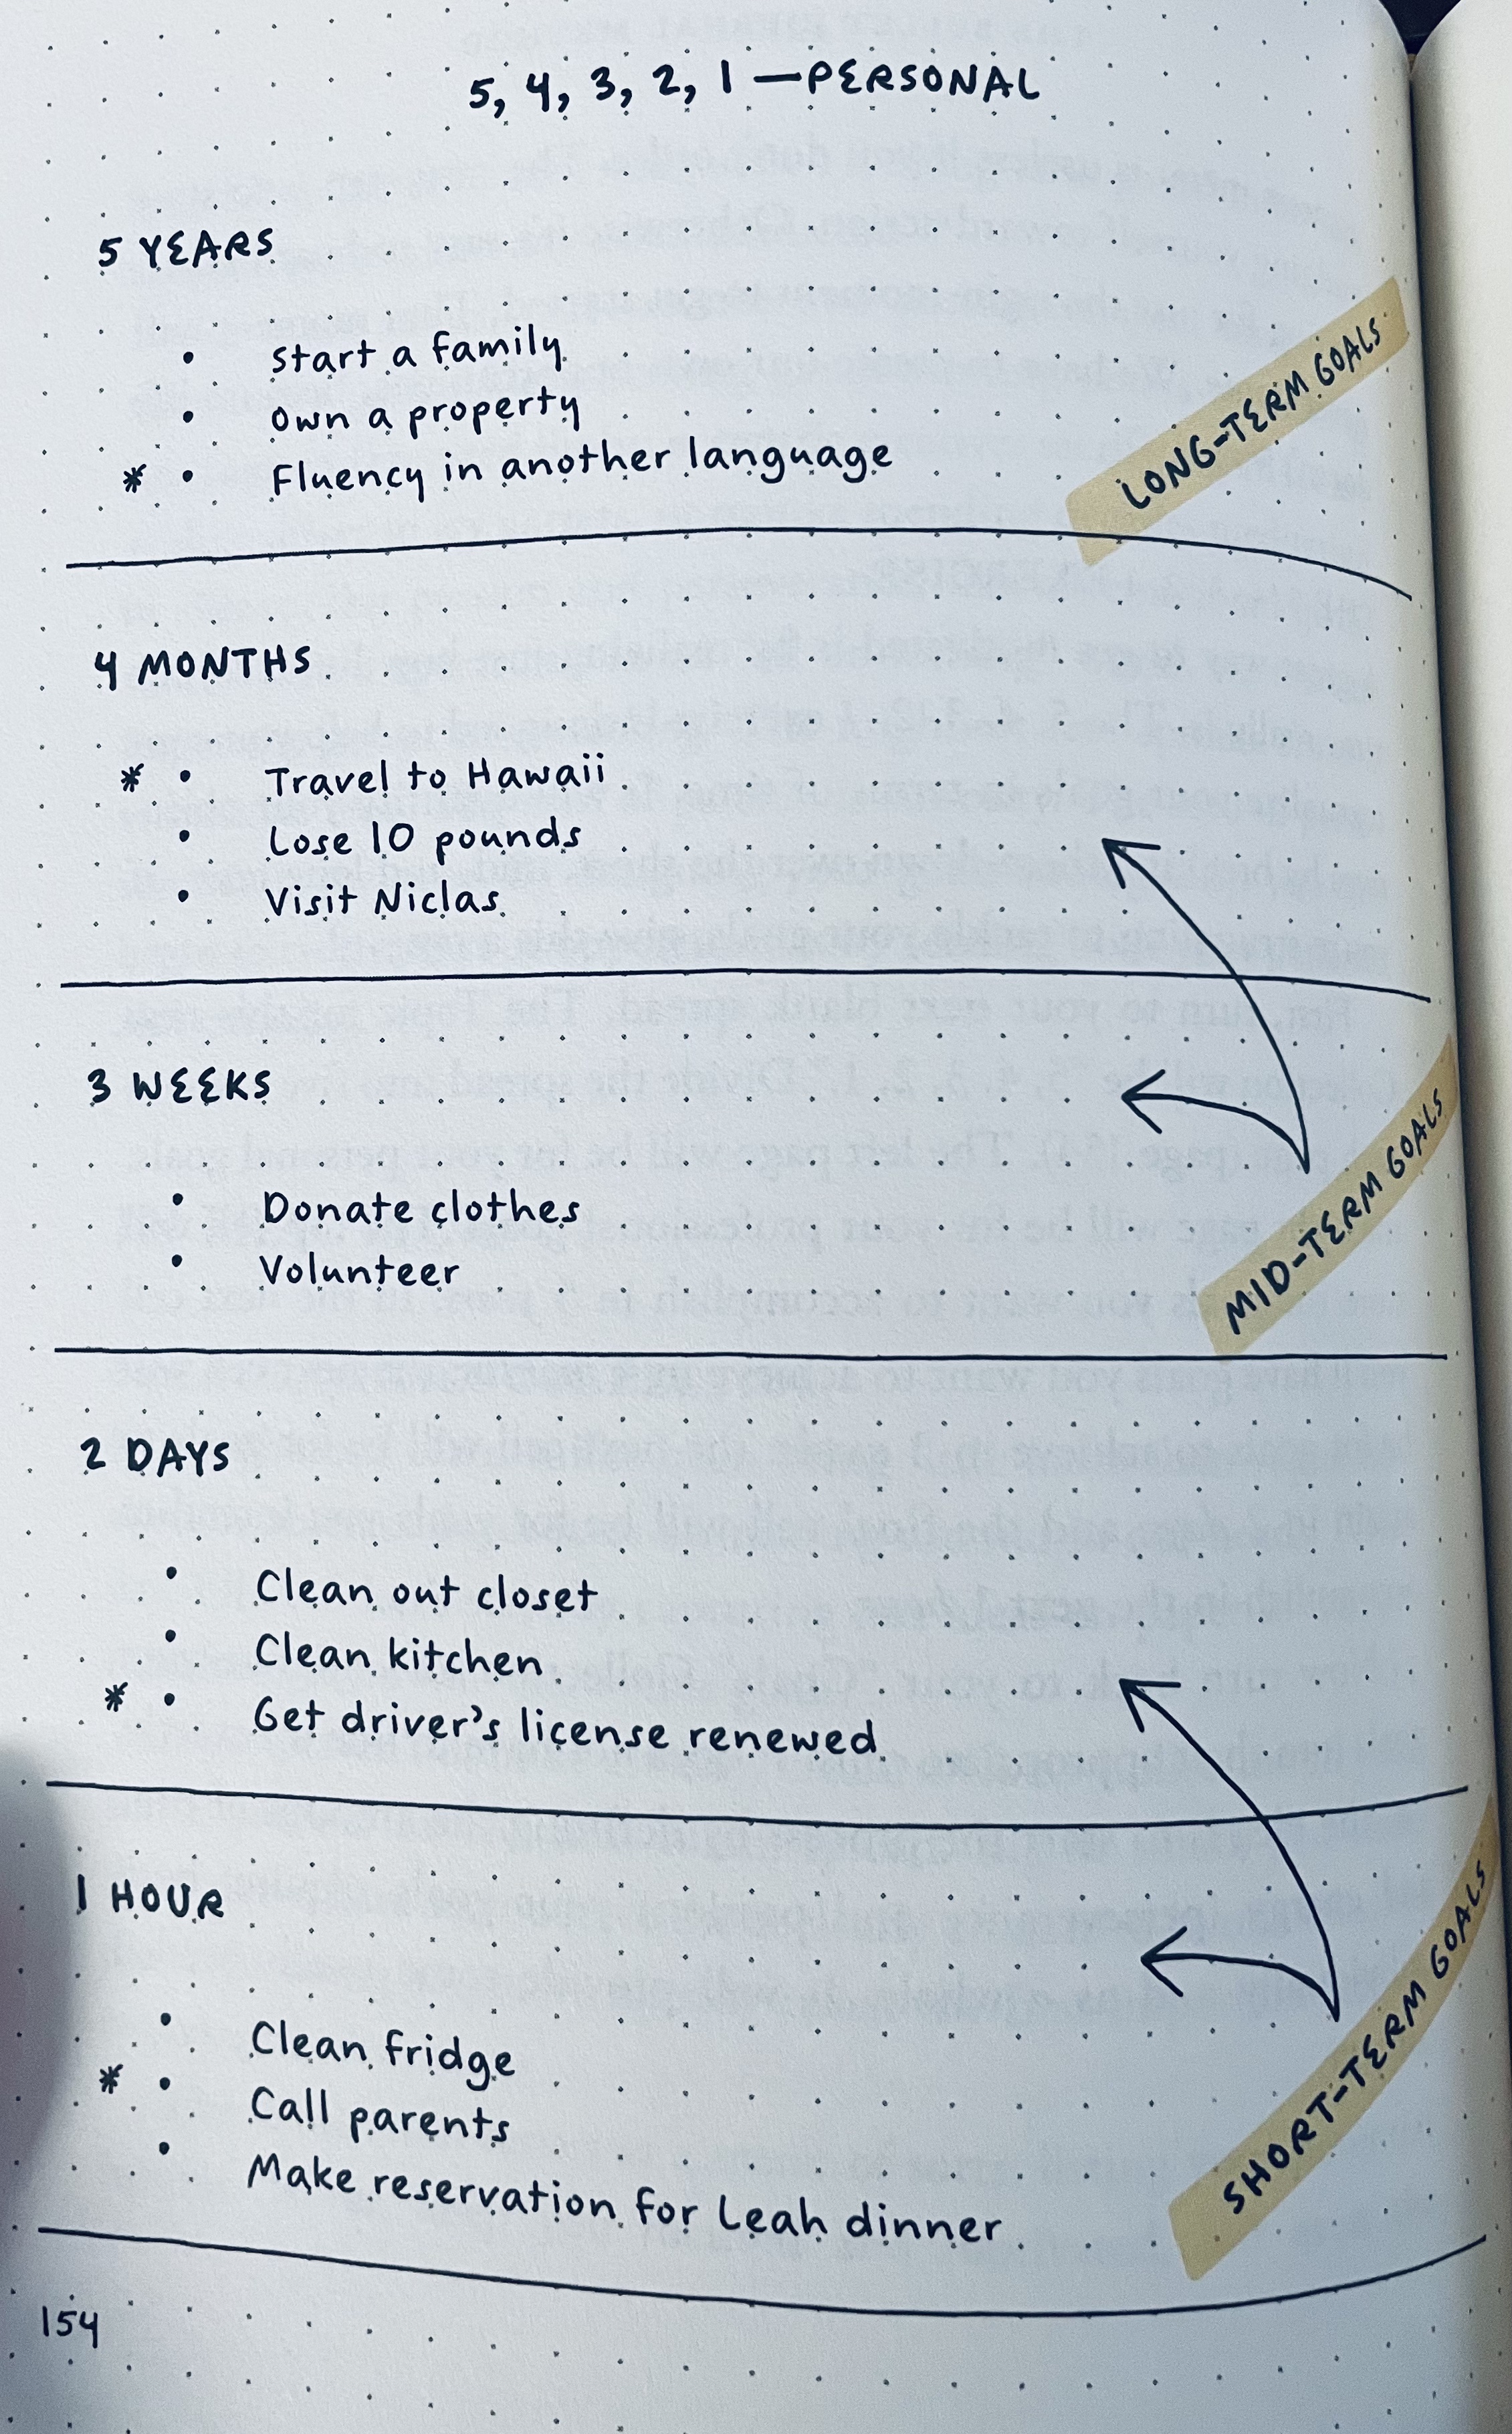 5, 4, 3, 2, 1 — PERSONAL
5 YEARS
• Start a family
• Own a property
* • Fluency in another language
LONG-TERM GOALS
4 MONTHS
* • Travel to Hawaii
• Lose 10 pounds
• Visit Niclas
3 WEEKS
• Donate clothes
• Volunteer
MID-TERM GOALS
2 DAYS
• Clean out closet
• Clean kitchen
* • Get driver's license renewed
1 HOUR
• Clean fridge
* • Call parents
• Make reservation for Leah dinner
SHORT-TERM GOALS
154